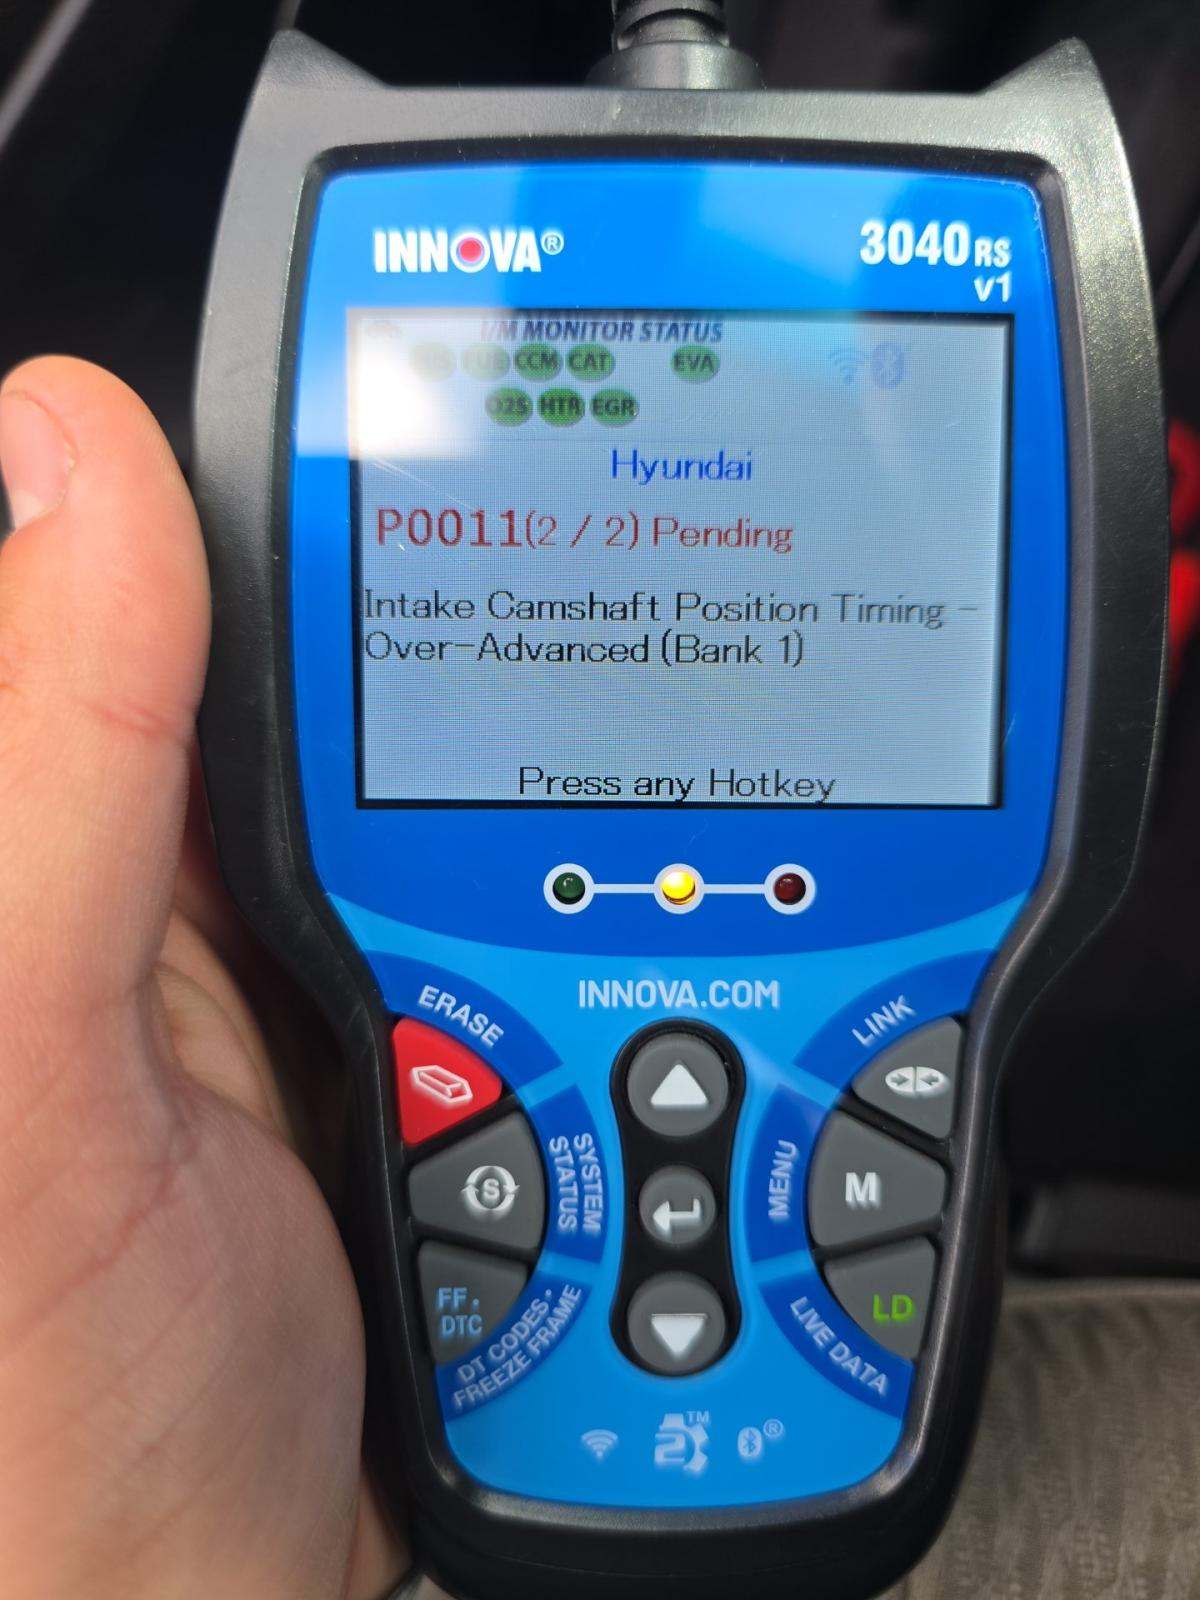 INNOVA®
3040RS
v1
I/M MONITOR STATUS
CCM CAT EVA
O2S HTR EGR
Hyundai
P0011(2 / 2) Pending
Intake Camshaft Position Timing -
Over-Advanced (Bank 1)
Press any Hotkey
INNOVA.COM
ERASE
LINK
S
SYSTEM
STATUS
MENU
M
FF.
DTC
DT CODES.
FREEZE FRAME
LIVE DATA
LD
2
TM
®